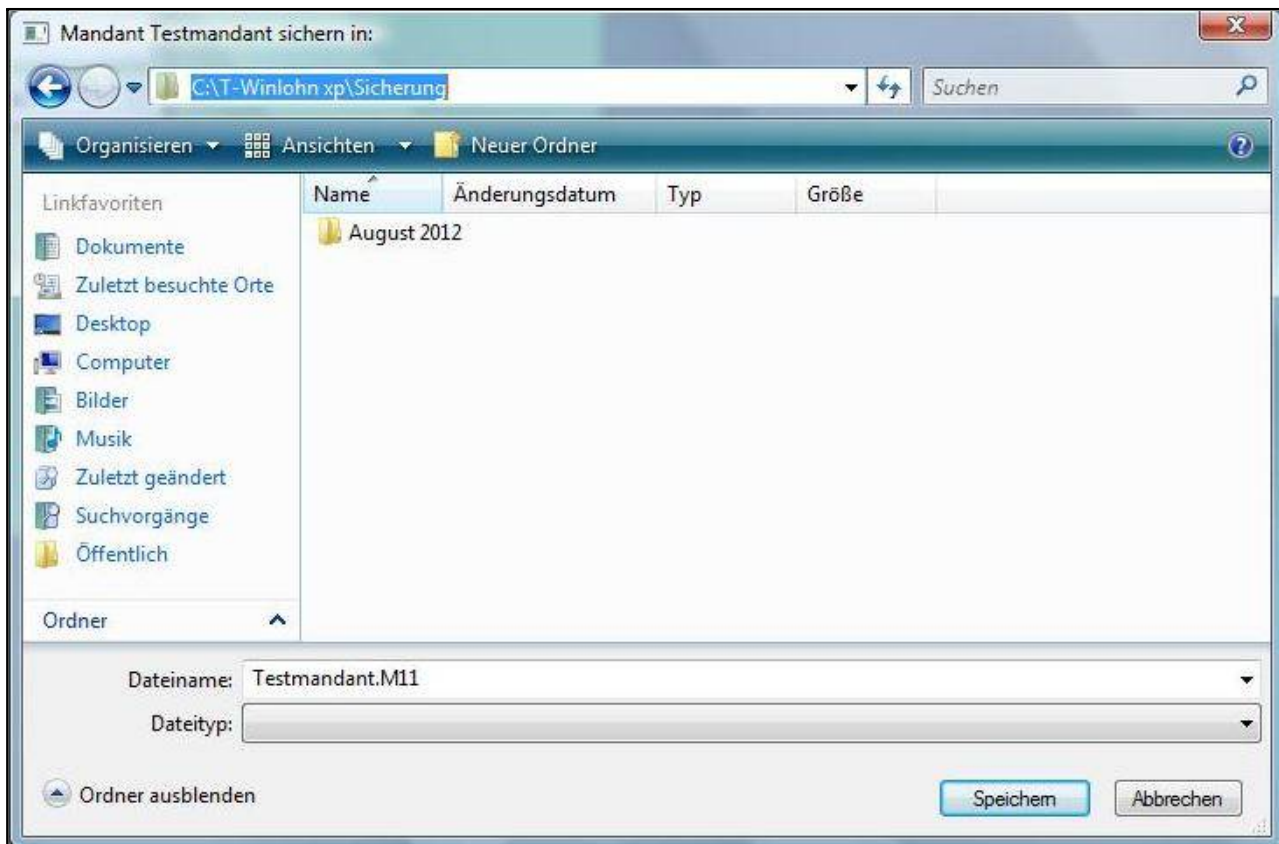 Mandant Testmandant sichern in:
C:\T-Winlohn xp\Sicherung
Suchen
Organisieren Ansichten Neuer Ordner
Linkfavoriten
Name Änderungsdatum Typ Größe
August 2012
Dokumente
Zuletzt besuchte Orte
Desktop
Computer
Bilder
Musik
Zuletzt geändert
Suchvorgänge
Öffentlich
Ordner
Dateiname: Testmandant.M11
Dateityp:
Ordner ausblenden
Speichern Abbrechen